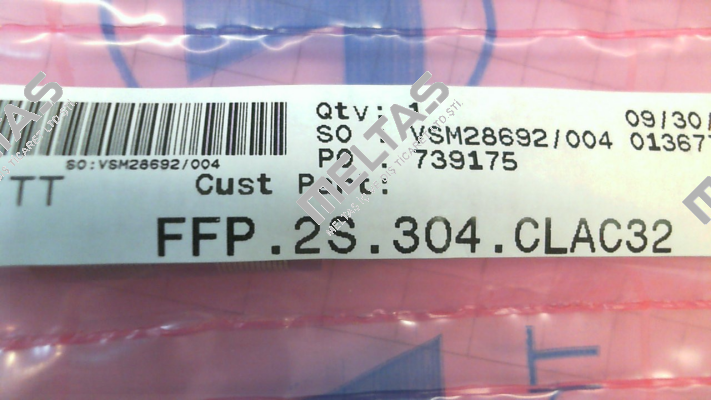 Qty: 1 09/30/
SO : VSM28692/004 01367
SO:VSM28692/004
PO : 739175
TT Cust Part:
FFP.2S.304.CLAC32
MELTAS